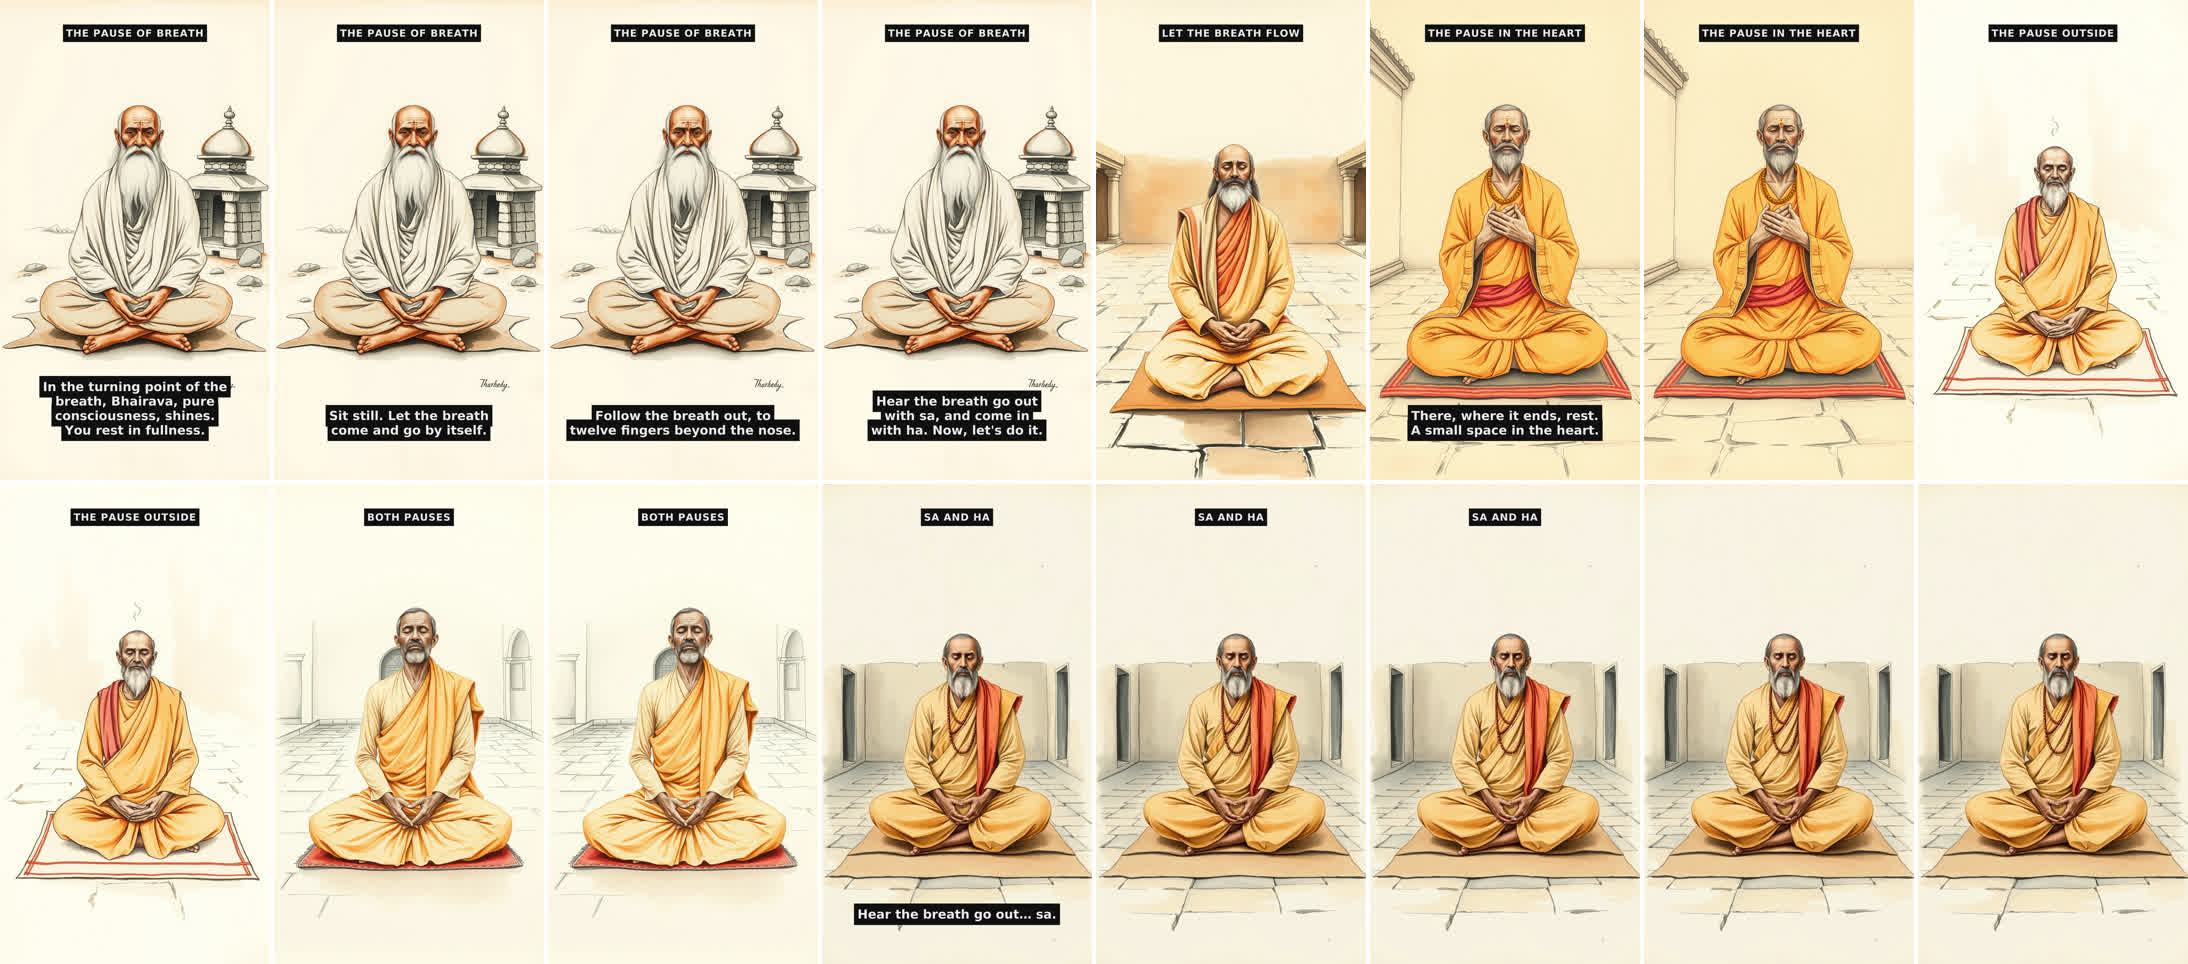 THE PAUSE OF BREATH
In the turning point of the
breath, Bhairava, pure
consciousness, shines.
You rest in fullness.
THE PAUSE OF BREATH
Sit still. Let the breath
come and go by itself.
THE PAUSE OF BREATH
Follow the breath out, to
twelve fingers beyond the nose.
THE PAUSE OF BREATH
Hear the breath go out
with sa, and come in
with ha. Now, let's do it.
LET THE BREATH FLOW
THE PAUSE IN THE HEART
There, where it ends, rest.
A small space in the heart.
THE PAUSE IN THE HEART
THE PAUSE OUTSIDE
THE PAUSE OUTSIDE
BOTH PAUSES
BOTH PAUSES
SA AND HA
Hear the breath go out... sa.
SA AND HA
SA AND HA